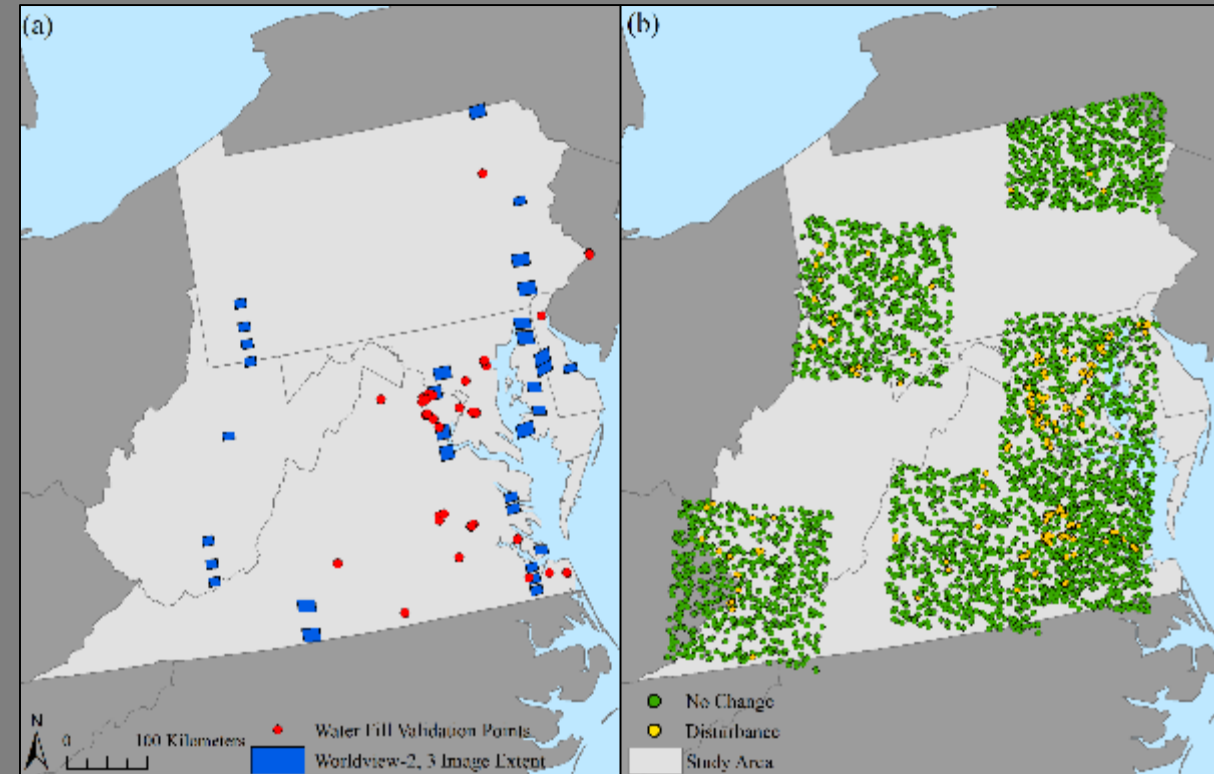 (a)
(b)
N
0 100 Kilometers
Water Fill Validation Points
Worldview-2, 3 Image Extent
No Change
Disturbance
Study Area